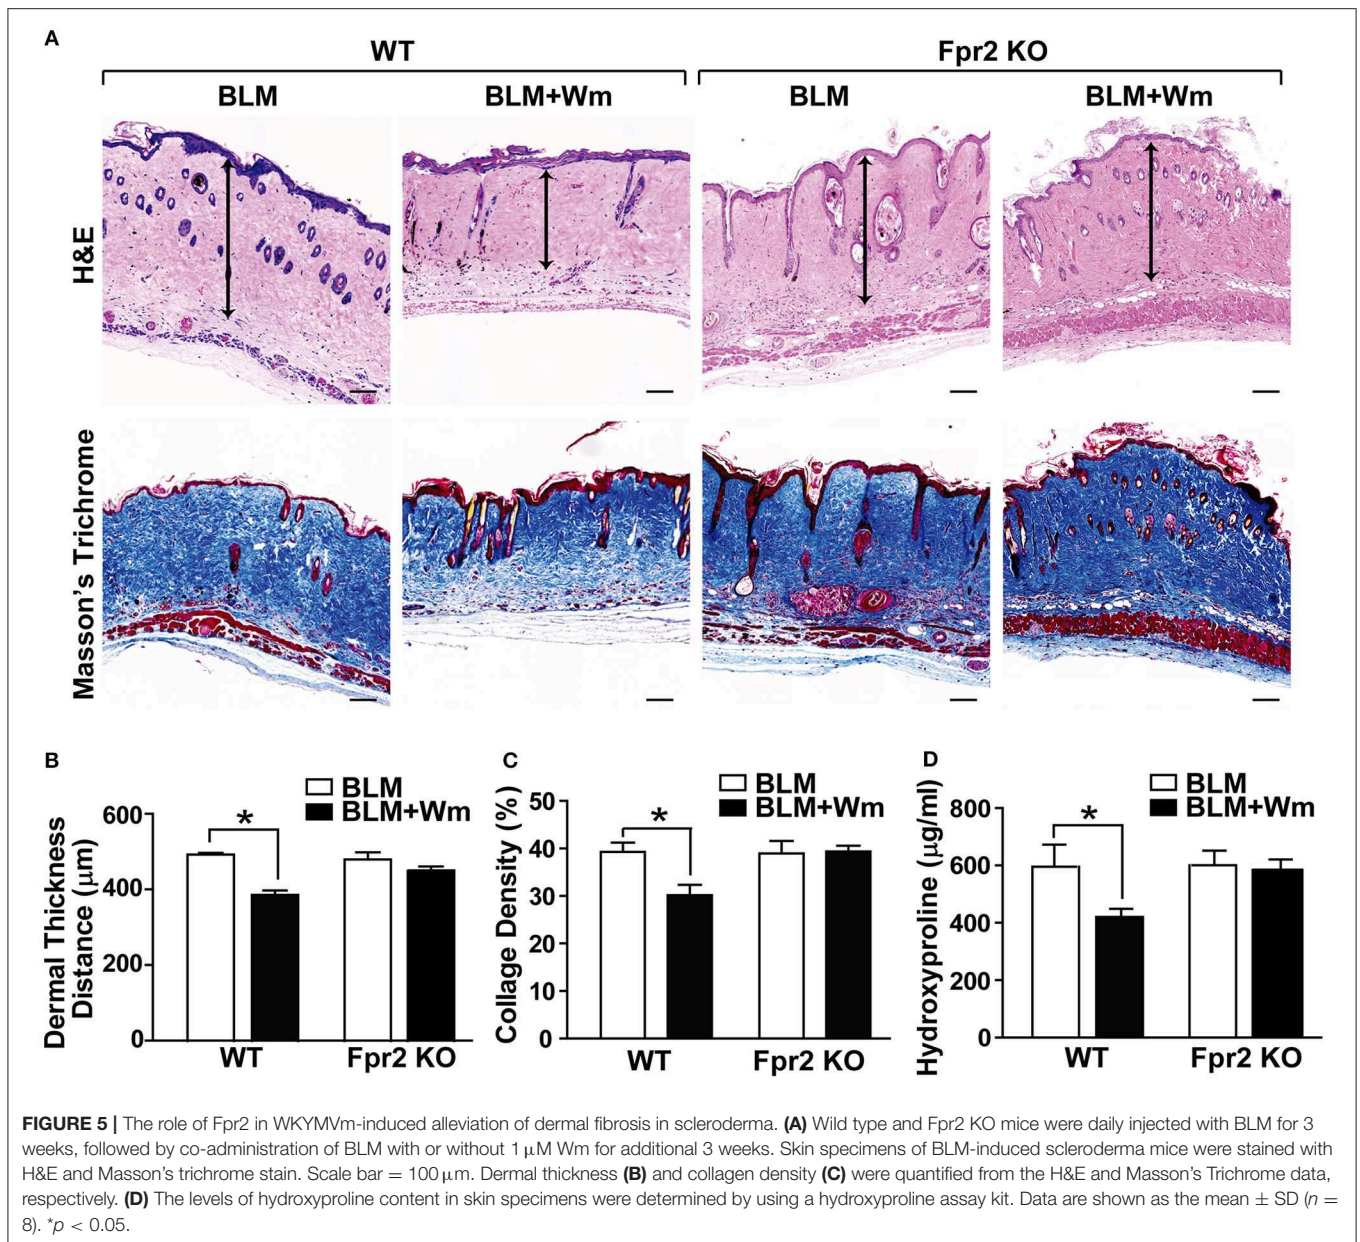 A
WT
Fpr2 KO
BLM
BLM+Wm
BLM
BLM+Wm
H&E
Masson's Trichrome
B
BLM
BLM+Wm
Dermal Thickness
Distance (μm)
600
400
200
0
*
WT
Fpr2 KO
C
BLM
BLM+Wm
Collage Density (%)
50
40
30
20
10
0
*
WT
Fpr2 KO
D
BLM
BLM+Wm
Hydroxyproline (μg/ml)
800
600
400
200
0
*
WT
Fpr2 KO
FIGURE 5 | The role of Fpr2 in WKYMVm-induced alleviation of dermal fibrosis in scleroderma. (A) Wild type and Fpr2 KO mice were daily injected with BLM for 3
weeks, followed by co-administration of BLM with or without 1 μM Wm for additional 3 weeks. Skin specimens of BLM-induced scleroderma mice were stained with
H&E and Masson's trichrome stain. Scale bar = 100 μm. Dermal thickness (B) and collagen density (C) were quantified from the H&E and Masson's Trichrome data,
respectively. (D) The levels of hydroxyproline content in skin specimens were determined by using a hydroxyproline assay kit. Data are shown as the mean ± SD (n =
8). *p < 0.05.